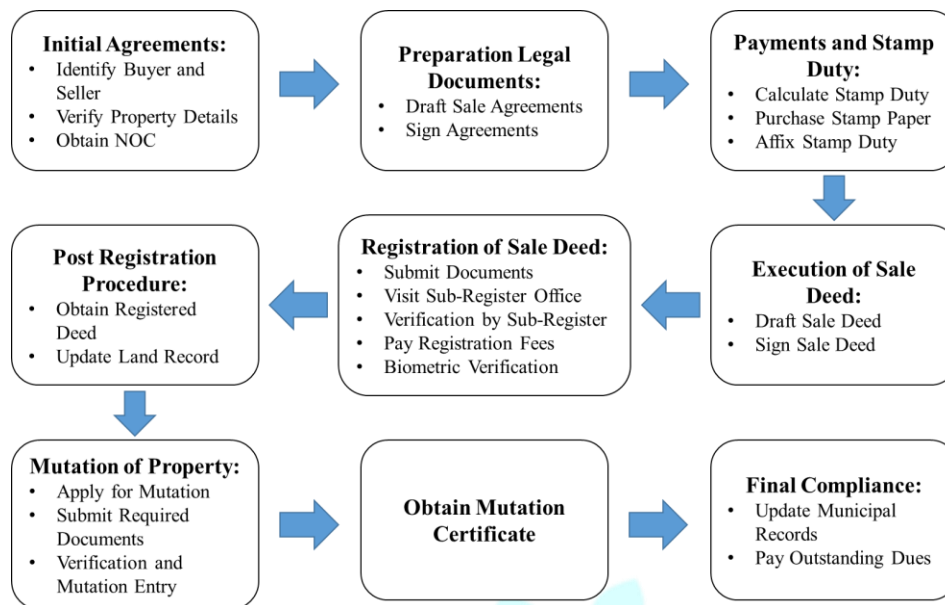 Initial Agreements:
• Identify Buyer and
Seller
• Verify Property Details
• Obtain NOC
Preparation Legal
Documents:
• Draft Sale Agreements
• Sign Agreements
Payments and Stamp
Duty:
• Calculate Stamp Duty
• Purchase Stamp Paper
• Affix Stamp Duty
Execution of Sale
Deed:
• Draft Sale Deed
• Sign Sale Deed
Registration of Sale Deed:
• Submit Documents
• Visit Sub-Register Office
• Verification by Sub-Register
• Pay Registration Fees
• Biometric Verification
Post Registration
Procedure:
• Obtain Registered
Deed
• Update Land Record
Mutation of Property:
• Apply for Mutation
• Submit Required
Documents
• Verification and
Mutation Entry
Obtain Mutation
Certificate
Final Compliance:
• Update Municipal
Records
• Pay Outstanding Dues